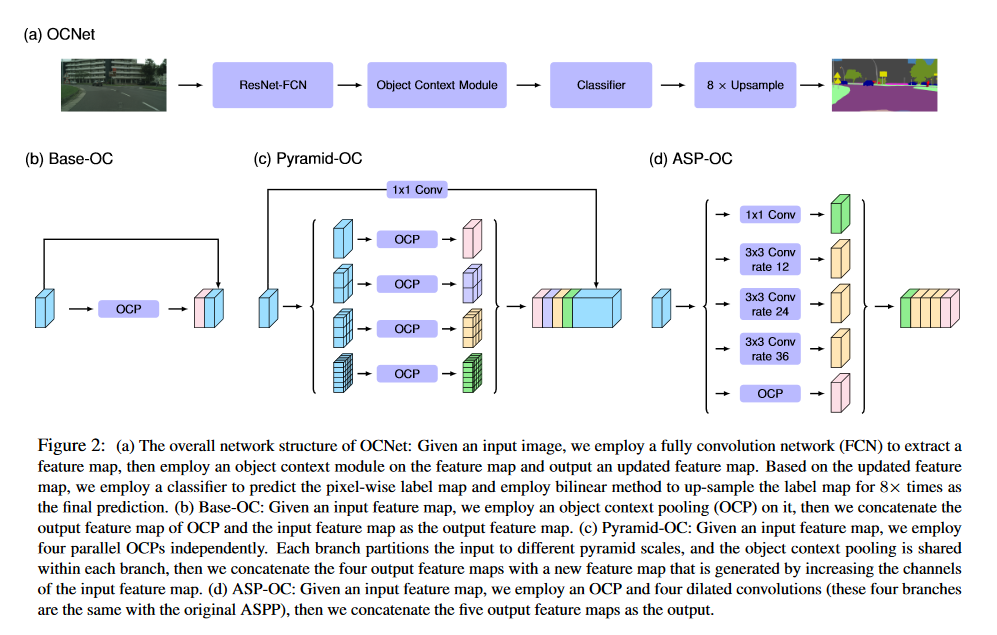 (a) OCNet
ResNet-FCN
Object Context Module
Classifier
8 × Upsample
(b) Base-OC
(c) Pyramid-OC
(d) ASP-OC
OCP
1x1 Conv
OCP
OCP
OCP
OCP
1x1 Conv
3x3 Conv
rate 12
3x3 Conv
rate 24
3x3 Conv
rate 36
OCP
Figure 2: (a) The overall network structure of OCNet: Given an input image, we employ a fully convolution network (FCN) to extract a
feature map, then employ an object context module on the feature map and output an updated feature map. Based on the updated feature
map, we employ a classifier to predict the pixel-wise label map and employ bilinear method to up-sample the label map for 8× times as
the final prediction. (b) Base-OC: Given an input feature map, we employ an object context pooling (OCP) on it, then we concatenate the
output feature map of OCP and the input feature map as the output feature map. (c) Pyramid-OC: Given an input feature map, we employ
four parallel OCPs independently. Each branch partitions the input to different pyramid scales, and the object context pooling is shared
within each branch, then we concatenate the four output feature maps with a new feature map that is generated by increasing the channels
of the input feature map. (d) ASP-OC: Given an input feature map, we employ an OCP and four dilated convolutions (these four branches
are the same with the original ASPP), then we concatenate the five output feature maps as the output.